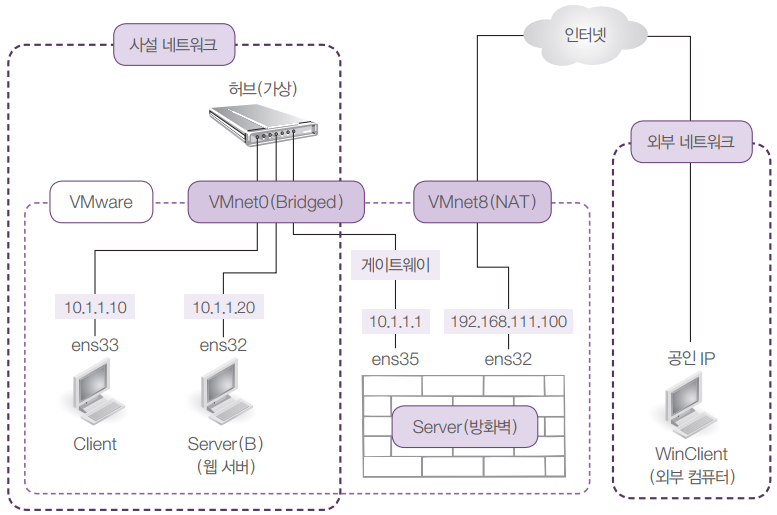 사설 네트워크
인터넷
허브(가상)
외부 네트워크
VMware
VMnet0(Bridged)
VMnet8(NAT)
게이트웨이
10.1.1.10
10.1.1.20
10.1.1.1
192.168.111.100
ens33
ens32
ens35
ens32
공인 IP
Client
Server(B)
(웹 서버)
Server(방화벽)
WinClient
(외부 컴퓨터)